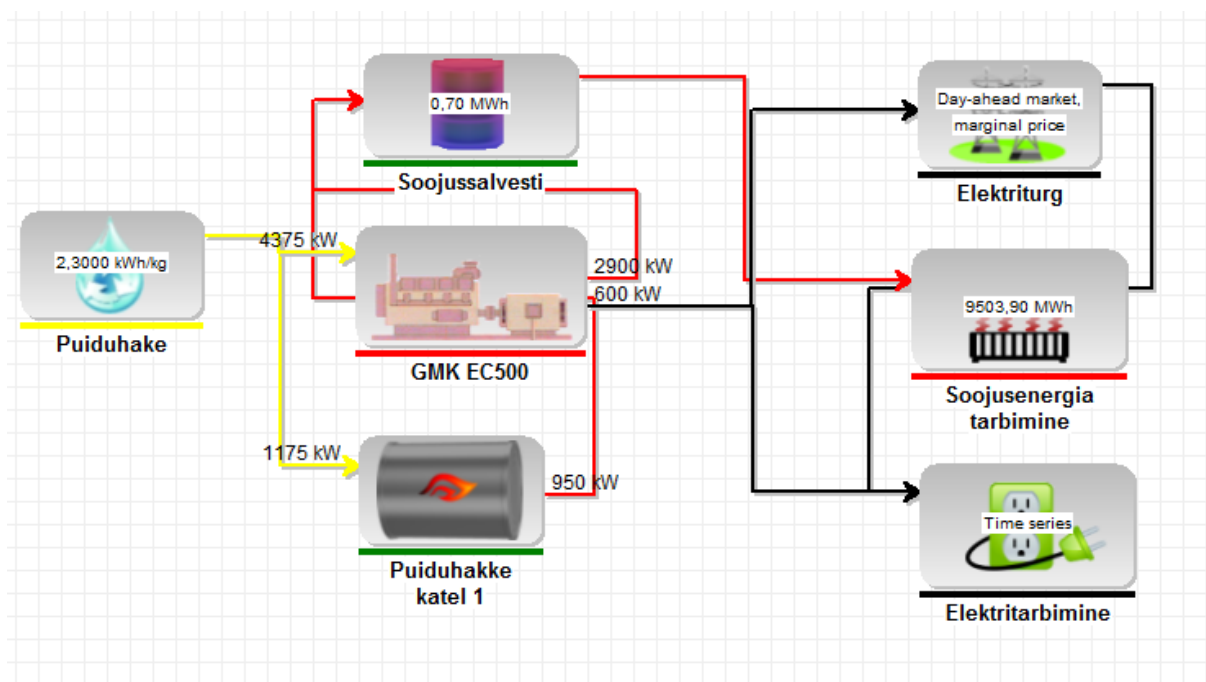 0,70 MWh
Soojussalvesti
Day-ahead market,
marginal price
Elektriturg
2,3000 kWh/kg
Puiduhake
4375 kW
2900 kW
600 kW
GMK EC500
9503,90 MWh
Soojusenergia
tarbimine
1175 kW
950 kW
Puiduhakke
katel 1
Time series
Elektritarbimine